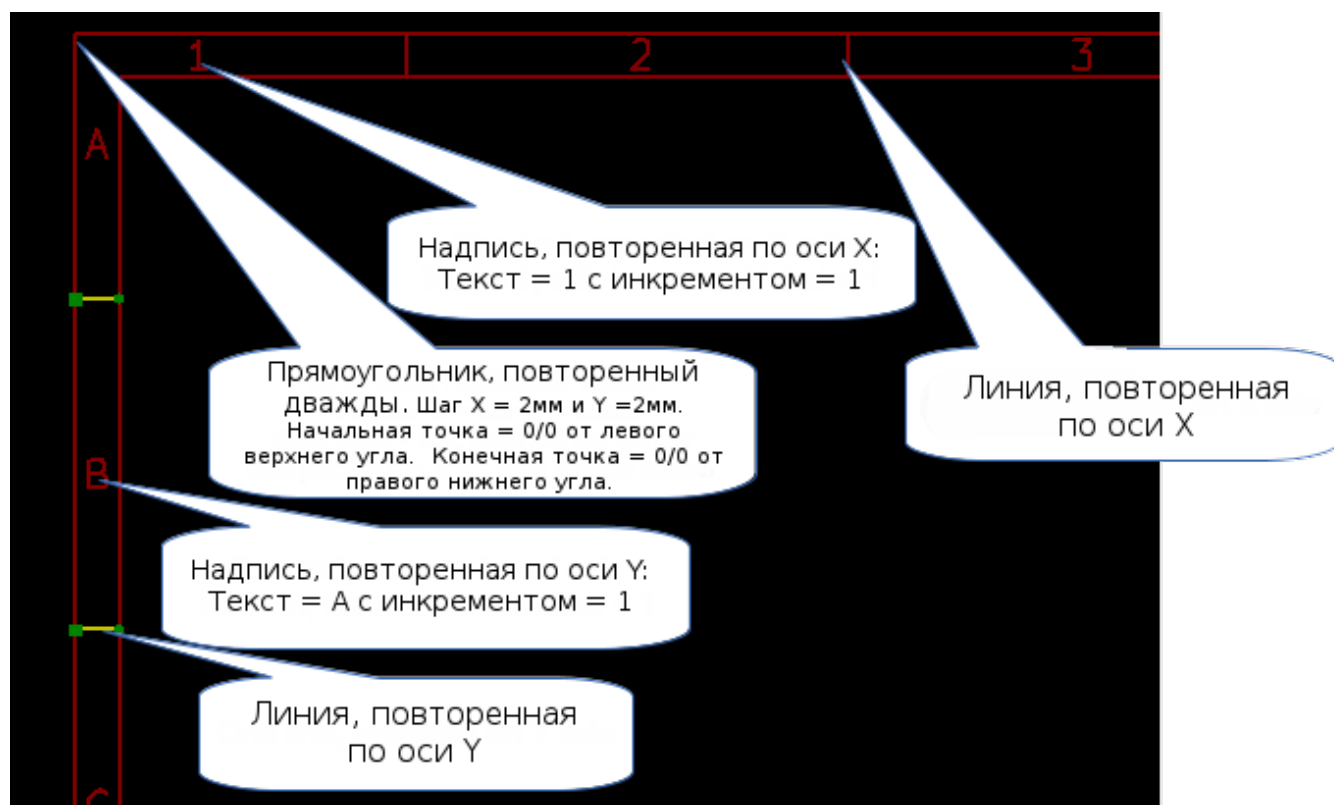 1 2 3
A
Надпись, повторенная по оси X:
Текст = 1 с инкрементом = 1
Прямоугольник, повторенный
дважды. Шаг X = 2мм и Y =2мм.
Начальная точка = 0/0 от левого
верхнего угла. Конечная точка = 0/0 от
правого нижнего угла.
Линия, повторенная
по оси X
B
Надпись, повторенная по оси Y:
Текст = A с инкрементом = 1
Линия, повторенная
по оси Y
C